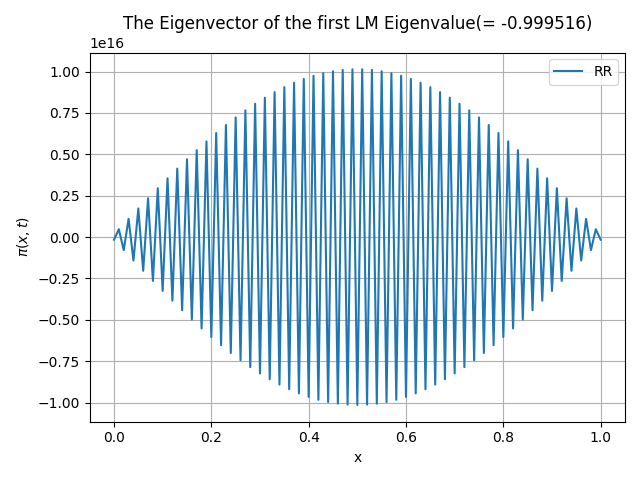 The Eigenvector of the first LM Eigenvalue(= -0.999516)
1e16
RR
1.00
0.75
0.50
0.25
0.00
−0.25
−0.50
−0.75
−1.00
π(x, t)
0.0 0.2 0.4 0.6 0.8 1.0
x